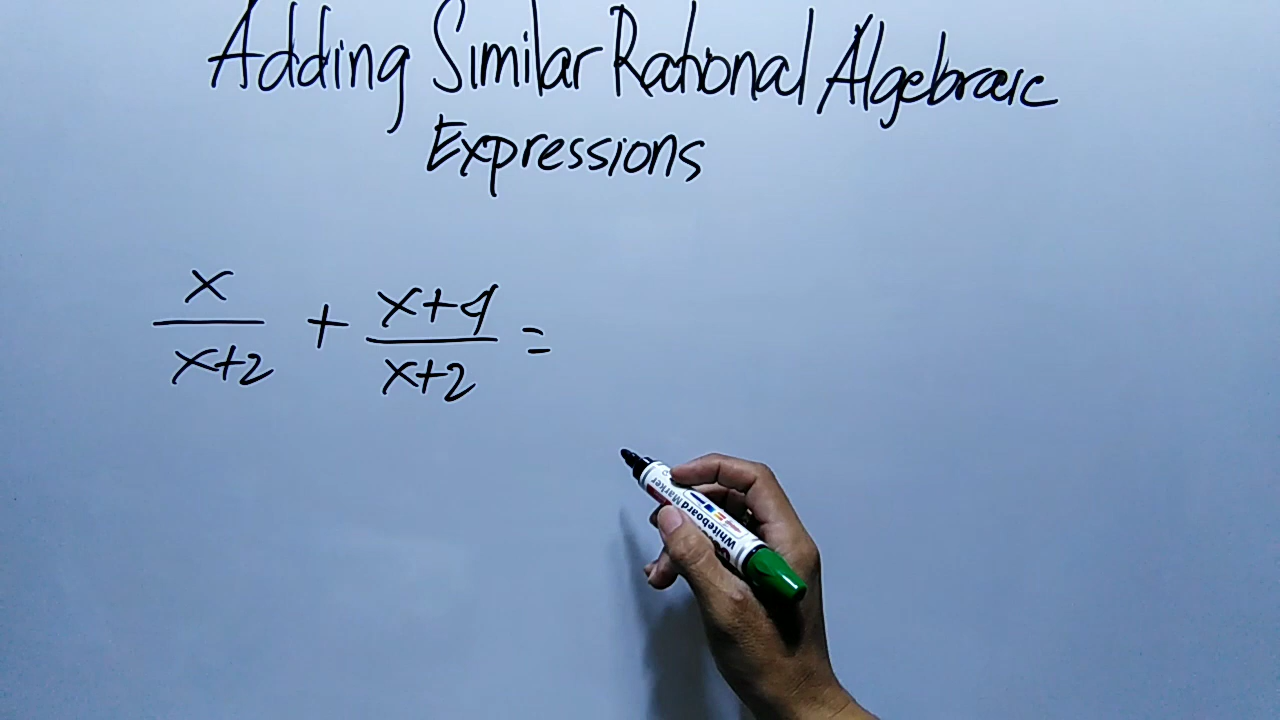 Adding Similar Rational Algebraic
Expressions
x/x+2 + x+4/x+2 =
Whiteboard Marker